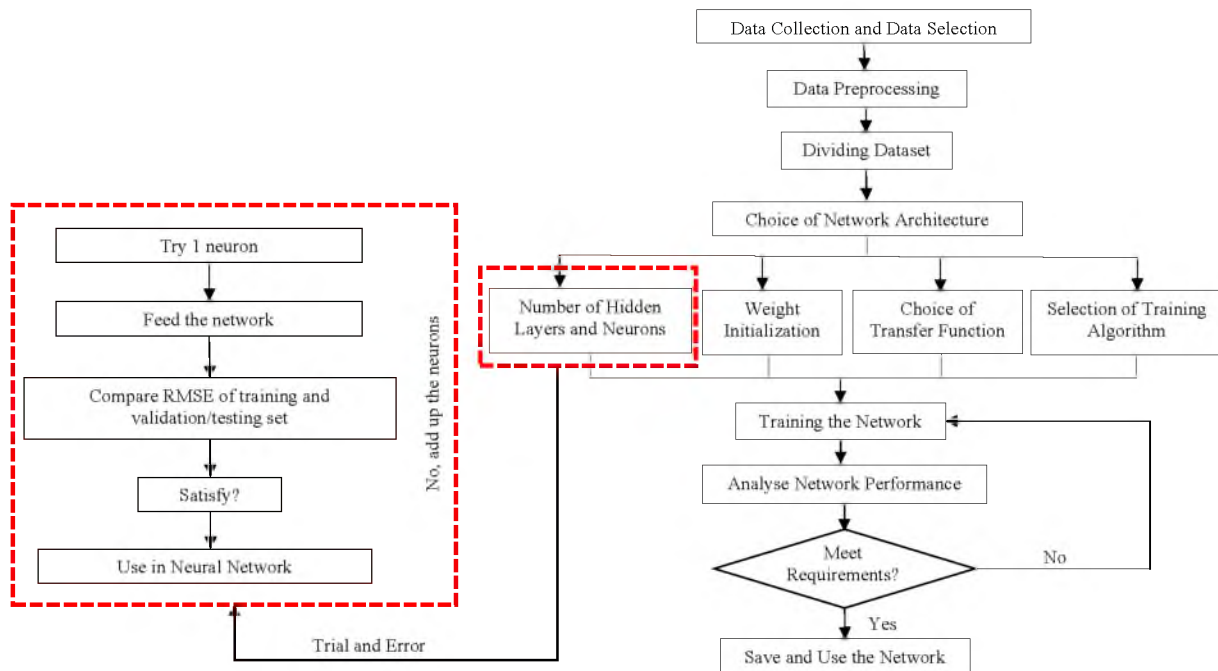 Data Collection and Data Selection
Data Preprocessing
Dividing Dataset
Choice of Network Architecture
Number of Hidden
Layers and Neurons
Weight
Initialization
Choice of
Transfer Function
Selection of Training
Algorithm
Training the Network
Analyse Network Performance
Meet
Requirements?
No
Yes
Save and Use the Network
Trial and Error
Try 1 neuron
Feed the network
Compare RMSE of training and
validation/testing set
Satisfy?
Use in Neural Network
No, add up the neurons